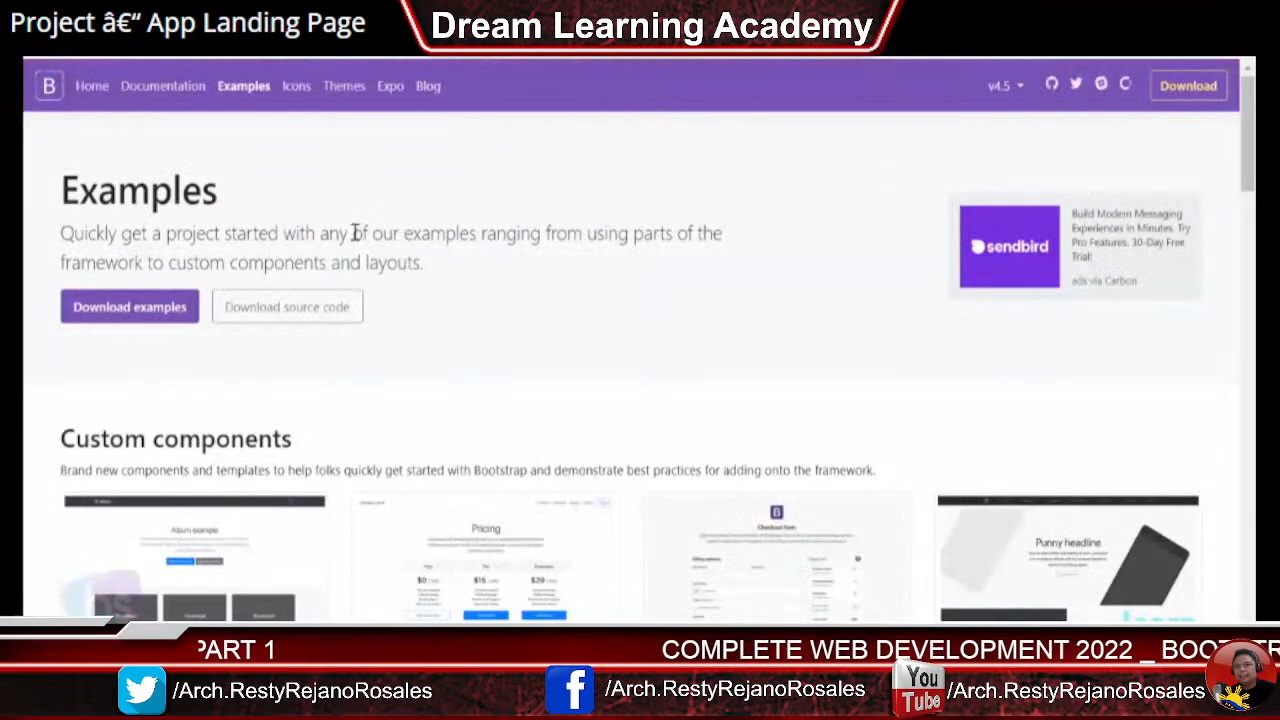 Project â€“ App Landing Page
Dream Learning Academy
B Home Documentation Examples Icons Themes Expo Blog v4.5 Download
Examples
Quickly get a project started with any of our examples ranging from using parts of the
framework to custom components and layouts.
Download examples Download source code
sendbird
Build Modern Messaging
Experiences in Minutes. Try
Pro Features. 30-Day Free
Trial!
ads via Carbon
Custom components
Brand new components and templates to help folks quickly get started with Bootstrap and demonstrate best practices for adding onto the framework.
Album example
Pricing
$0 $15 $29
B
Checkout form
Punny headline
PART 1 COMPLETE WEB DEVELOPMENT 2022 _
/Arch.RestyRejanoRosales
f /Arch.RestyRejanoRosales
You
Tube
/Arch.RestyRejanoRosales